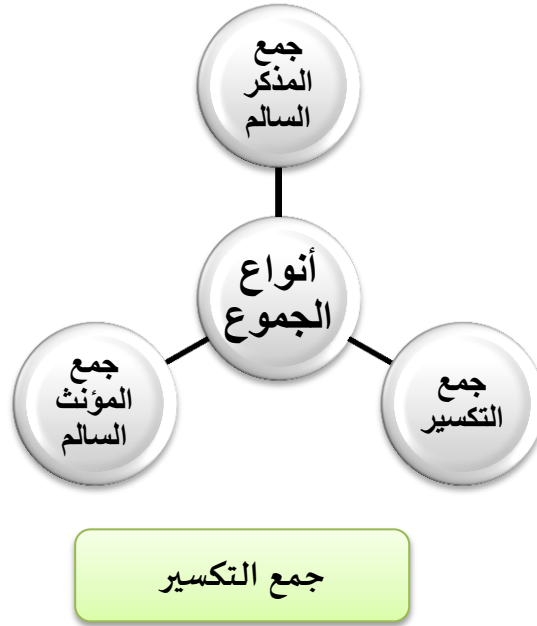 جمع
المذكر
السالم
أنواع
الجموع
جمع
التكسير
جمع
المؤنث
السالم
جمع التكسير